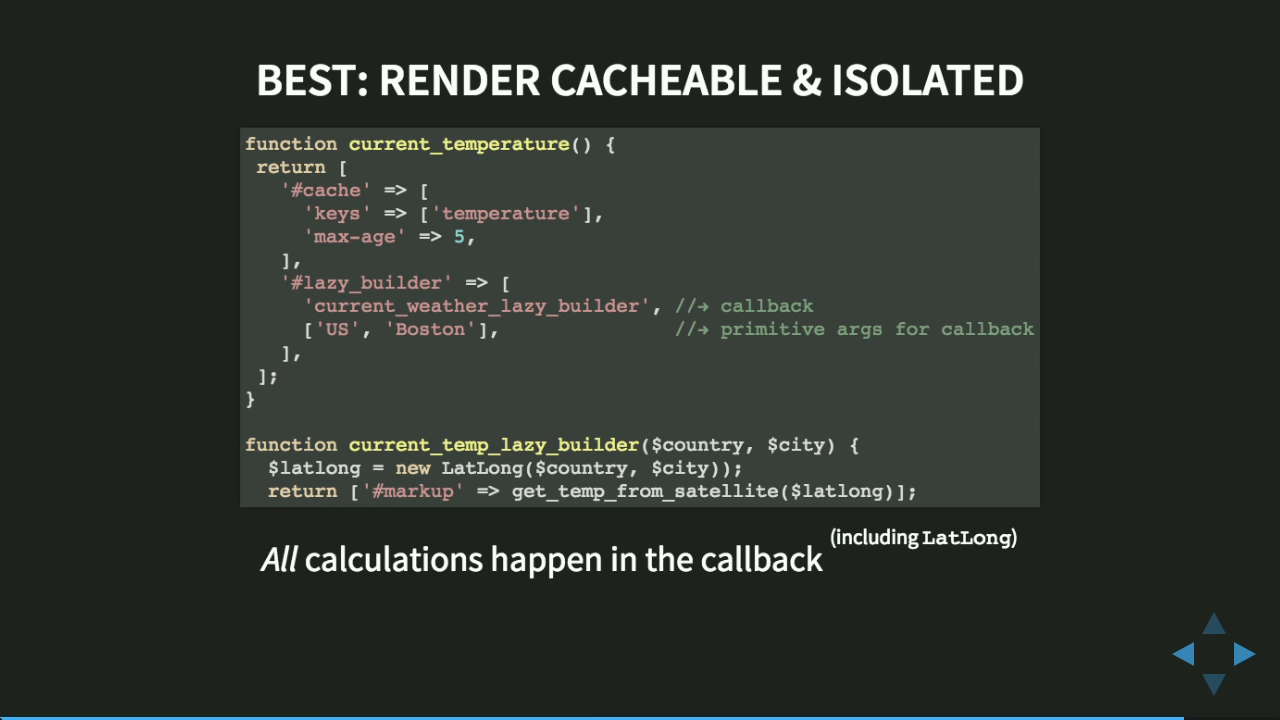 BEST: RENDER CACHEABLE & ISOLATED
function current_temperature() {
 return [
   '#cache' => [
     'keys' => ['temperature'],
     'max-age' => 5,
   ],
   '#lazy_builder' => [
     'current_weather_lazy_builder', //→ callback
     ['US', 'Boston'],               //→ primitive args for callback
   ],
 ];
}
function current_temp_lazy_builder($country, $city) {
  $latlong = new LatLong($country, $city));
  return ['#markup' => get_temp_from_satellite($latlong)];
All calculations happen in the callback (including LatLong)